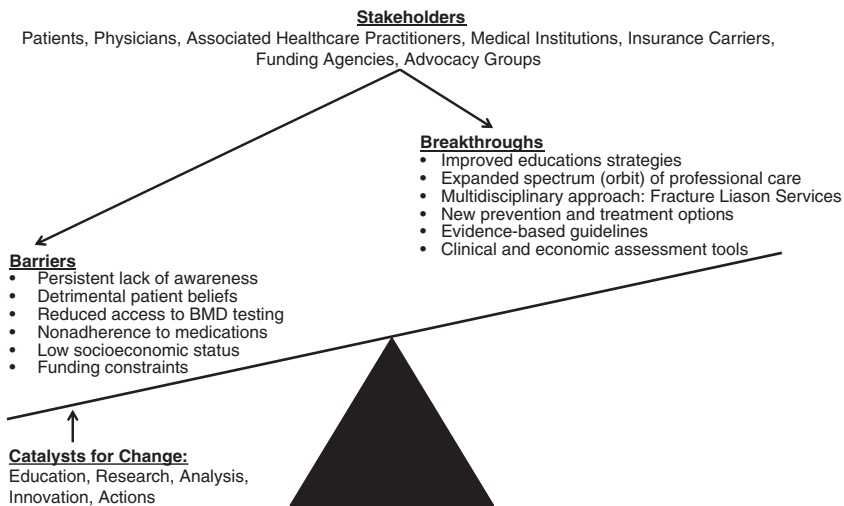 Stakeholders
Patients, Physicians, Associated Healthcare Practitioners, Medical Institutions, Insurance Carriers,
Funding Agencies, Advocacy Groups
Breakthroughs
• Improved educations strategies
• Expanded spectrum (orbit) of professional care
• Multidisciplinary approach: Fracture Liason Services
• New prevention and treatment options
• Evidence-based guidelines
• Clinical and economic assessment tools
Barriers
• Persistent lack of awareness
• Detrimental patient beliefs
• Reduced access to BMD testing
• Nonadherence to medications
• Low socioeconomic status
• Funding constraints
Catalysts for Change:
Education, Research, Analysis,
Innovation, Actions